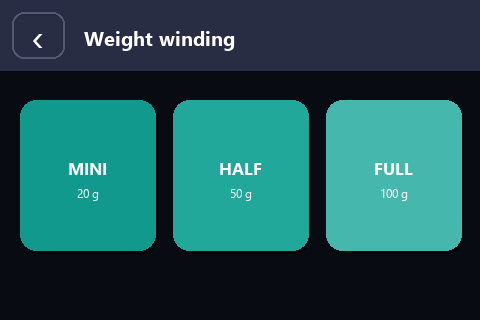 ‹ Weight winding
MINI
20 g
HALF
50 g
FULL
100 g